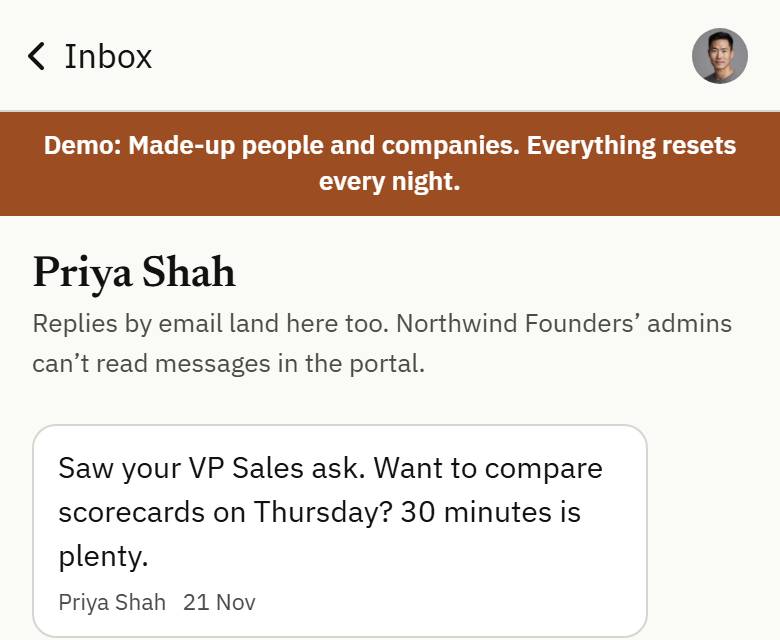 Inbox
Demo: Made-up people and companies. Everything resets
every night.
Priya Shah
Replies by email land here too. Northwind Founders’ admins
can’t read messages in the portal.
Saw your VP Sales ask. Want to compare
scorecards on Thursday? 30 minutes is
plenty.
Priya Shah 21 Nov